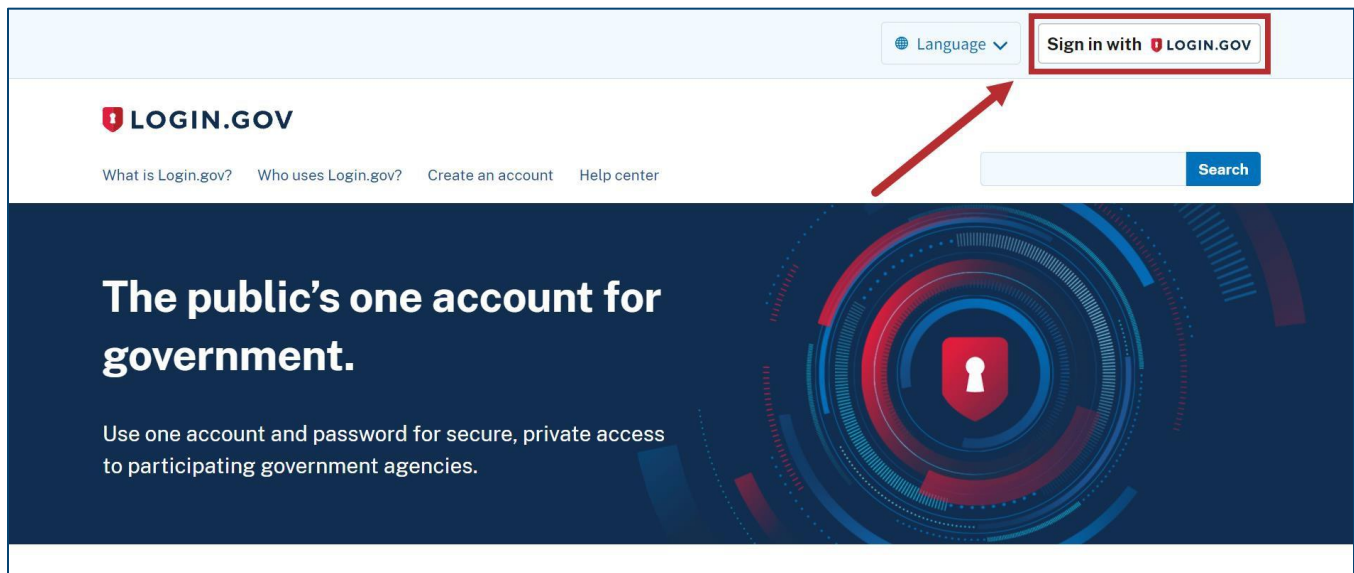 Language
Sign in with LOGIN.GOV
LOGIN.GOV
What is Login.gov? Who uses Login.gov? Create an account Help center
Search
The public’s one account for
government.
Use one account and password for secure, private access
to participating government agencies.